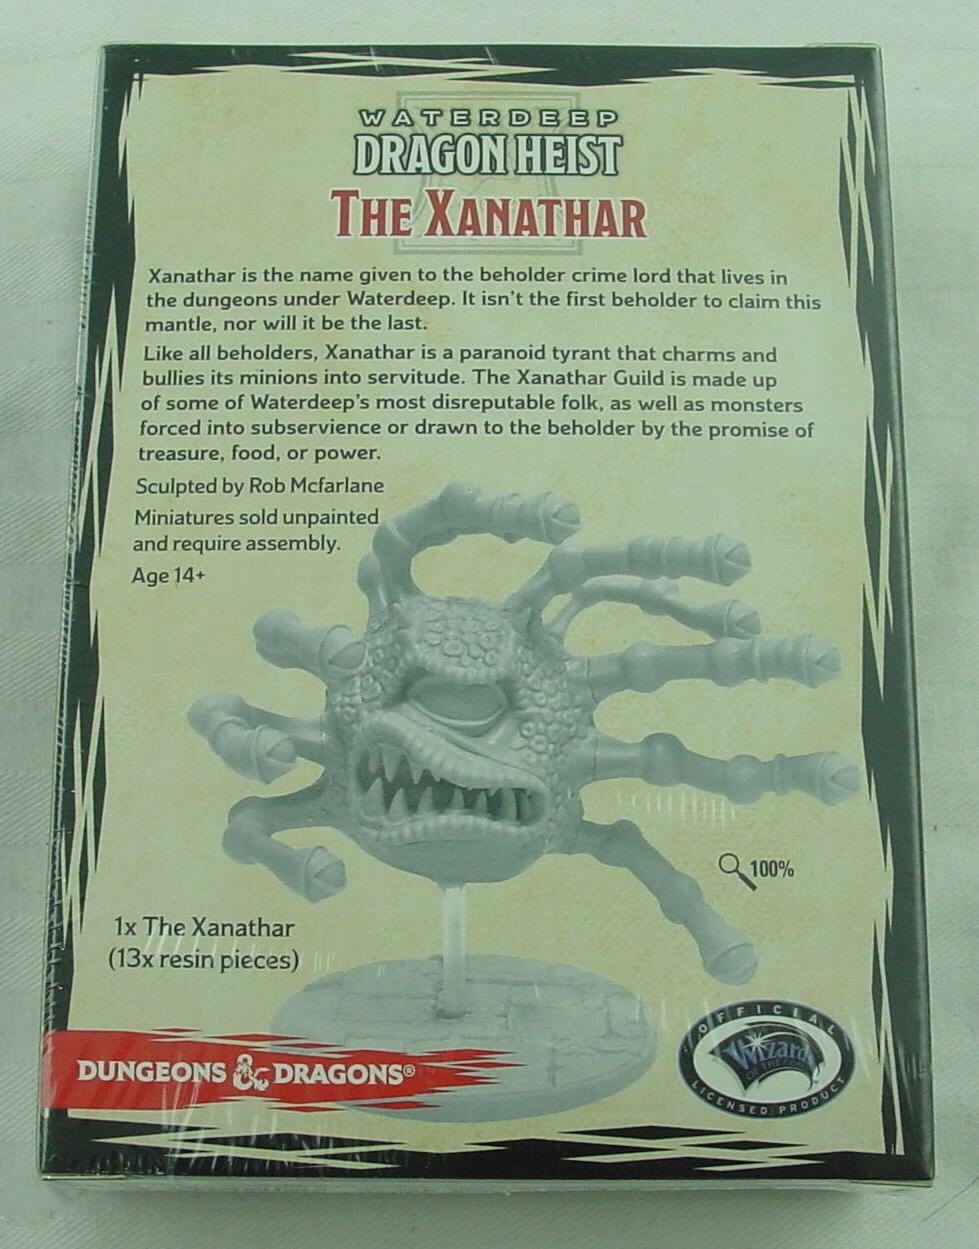 WATERDEEP
DRAGON HEIST
THE XANATHAR
Xanathar is the name given to the beholder crime lord that lives in
the dungeons under Waterdeep. It isn't the first beholder to claim this
mantle, nor will it be the last.
Like all beholders, Xanathar is a paranoid tyrant that charms and
bullies its minions into servitude. The Xanathar Guild is made up
of some of Waterdeep's most disreputable folk, as well as monsters
forced into subservience or drawn to the beholder by the promise of
treasure, food, or power.
Sculpted by Rob Mcfarlane
Miniatures sold unpainted
and require assembly.
Age 14+
100%
1x The Xanathar
(13x resin pieces)
DUNGEONS & DRAGONS®
OFFICIAL
Wizards
OF THE COAST
LICENSED PRODUCT